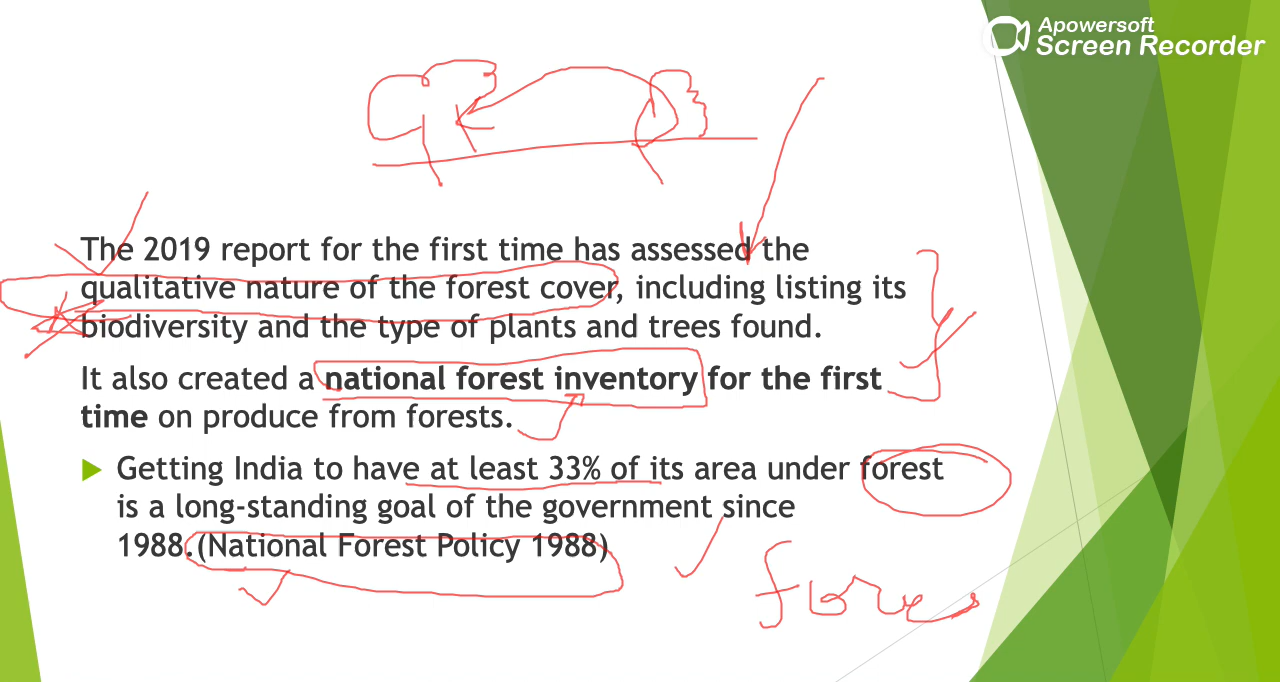 Apowersoft
Screen Recorder
The 2019 report for the first time has assessed the
qualitative nature of the forest cover, including listing its
biodiversity and the type of plants and trees found.
It also created a national forest inventory for the first
time on produce from forests.
Getting India to have at least 33% of its area under forest
is a long-standing goal of the government since
1988.(National Forest Policy 1988)
fores